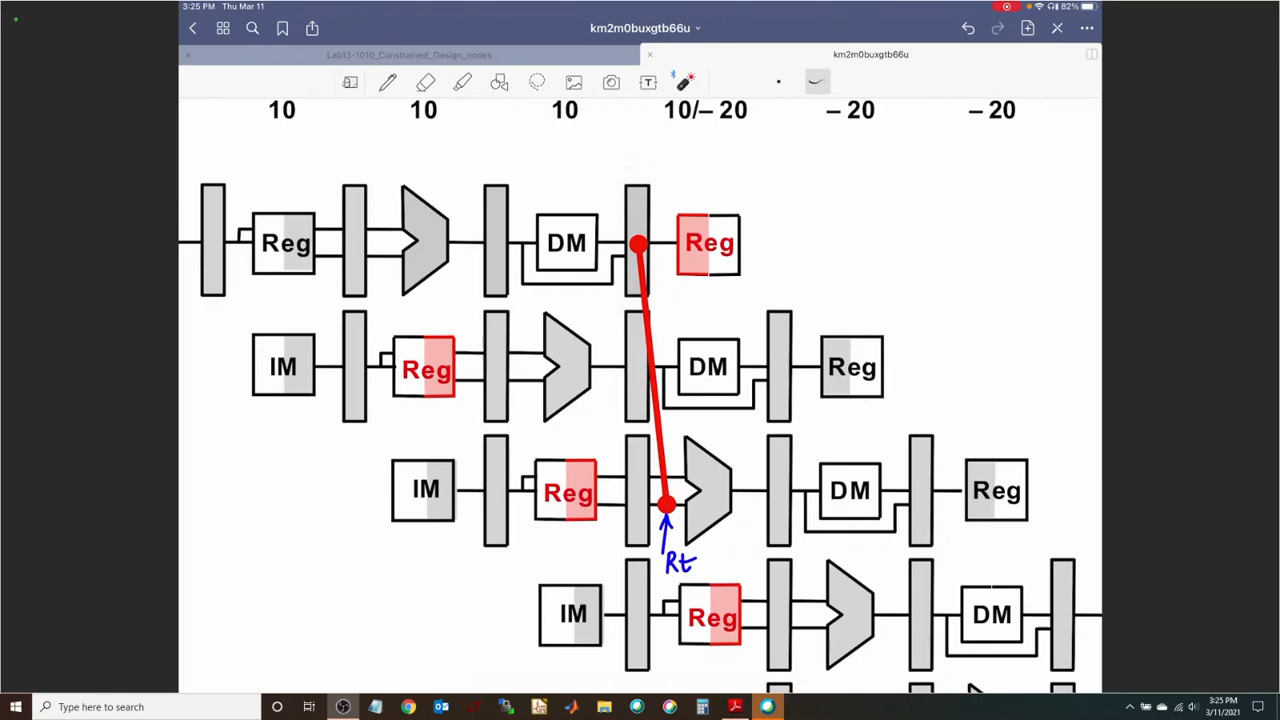 3:25 PM Thu Mar 11
82%
km2m0buxgtb66u
Lab13-1010_Constrained_Design_nodes
km2m0buxgtb66u
10 10 10 10/– 20 – 20 – 20
Reg DM Reg
IM Reg DM Reg
IM Reg DM Reg
Rt
IM Reg DM
Type here to search
3:25 PM
3/11/2021